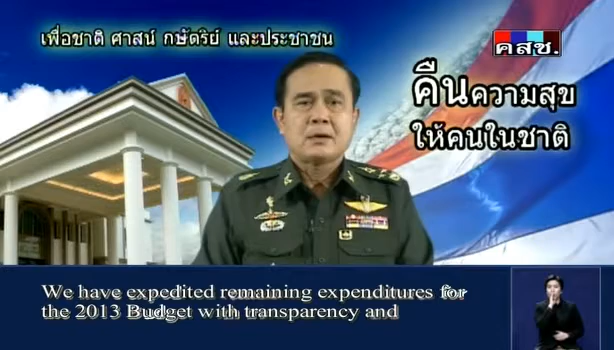 เพื่อชาติ ศาสน์ กษัตริย์ และประชาชน
คสช.
คืนความสุข
ให้คนในชาติ
We have expedited remaining expenditures for
the 2013 Budget with transparency and